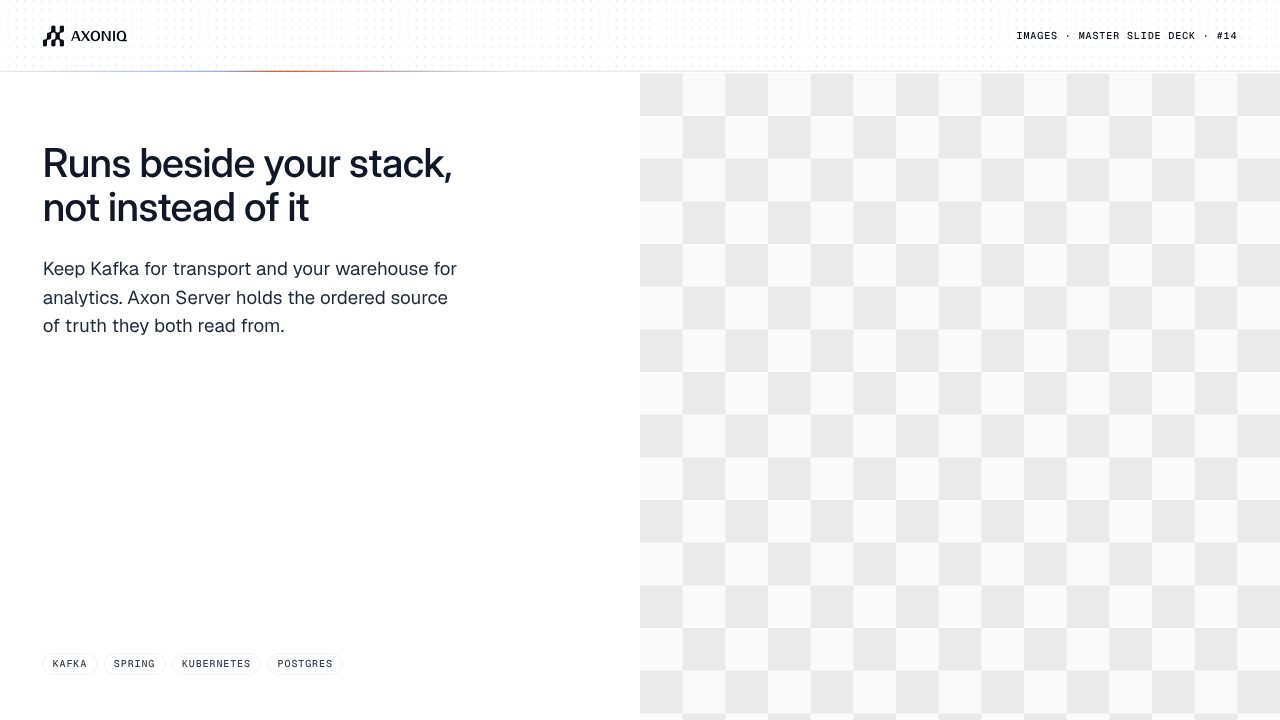 AXONIQ
IMAGES · MASTER SLIDE DECK · #14
Runs beside your stack,
not instead of it
Keep Kafka for transport and your warehouse for
analytics. Axon Server holds the ordered source
of truth they both read from.
KAFKA
SPRING
KUBERNETES
POSTGRES